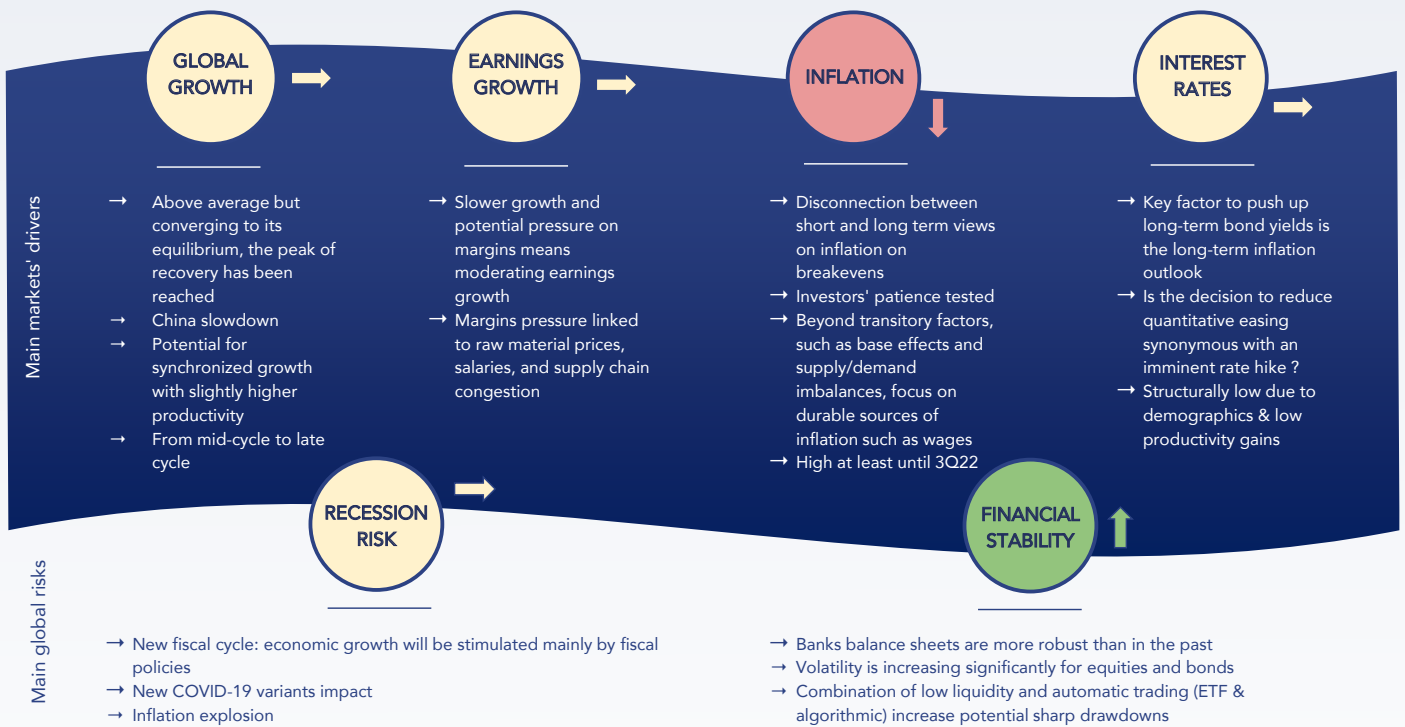 GLOBAL
GROWTH
→ Above average but
converging to its
equilibrium, the peak of
recovery has been
reached
→ China slowdown
→ Potential for
synchronized growth
with slightly higher
productivity
→ From mid-cycle to late
cycle
EARNINGS
GROWTH
→ Slower growth and
potential pressure on
margins means
moderating earnings
growth
→ Margins pressure linked
to raw material prices,
salaries, and supply chain
congestion
INFLATION
→ Disconnection between
short and long term views
on inflation on
breakevens
→ Investors' patience tested
→ Beyond transitory factors,
such as base effects and
supply/demand
imbalances, focus on
durable sources of
inflation such as wages
→ High at least until 3Q22
INTEREST
RATES
→ Key factor to push up
long-term bond yields is
the long-term inflation
outlook
→ Is the decision to reduce
quantitative easing
synonymous with an
imminent rate hike ?
→ Structurally low due to
demographics & low
productivity gains
Main markets' drivers
RECESSION
RISK
→ New fiscal cycle: economic growth will be stimulated mainly by fiscal
policies
→ New COVID-19 variants impact
→ Inflation explosion
FINANCIAL
STABILITY
→ Banks balance sheets are more robust than in the past
→ Volatility is increasing significantly for equities and bonds
→ Combination of low liquidity and automatic trading (ETF &
algorithmic) increase potential sharp drawdowns
Main global risks